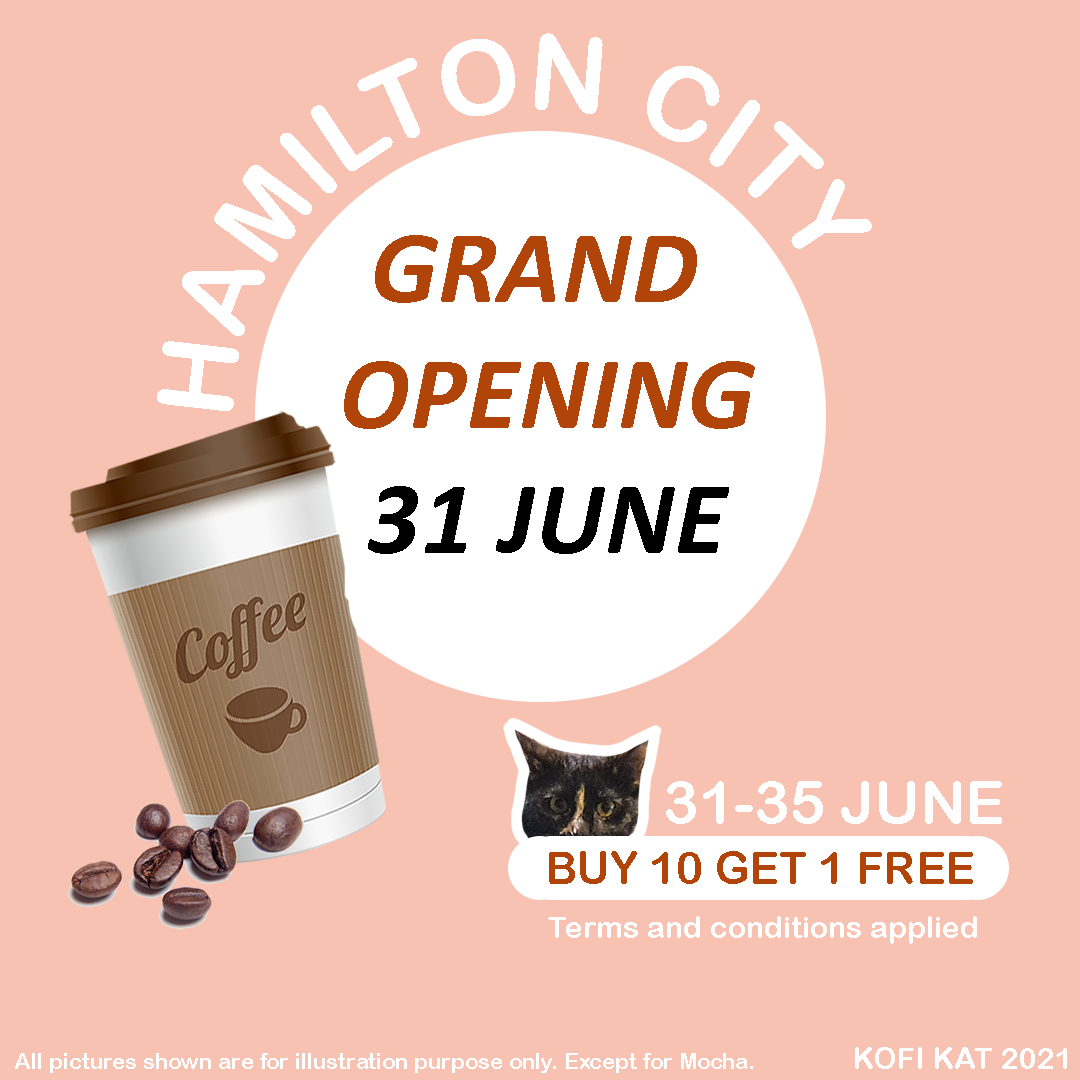 HAMILTON CITY
GRAND
OPENING
31 JUNE
Coffee
31-35 JUNE
BUY 10 GET 1 FREE
Terms and conditions applied
All pictures shown are for illustration purpose only. Except for Mocha.
KOFI KAT 2021